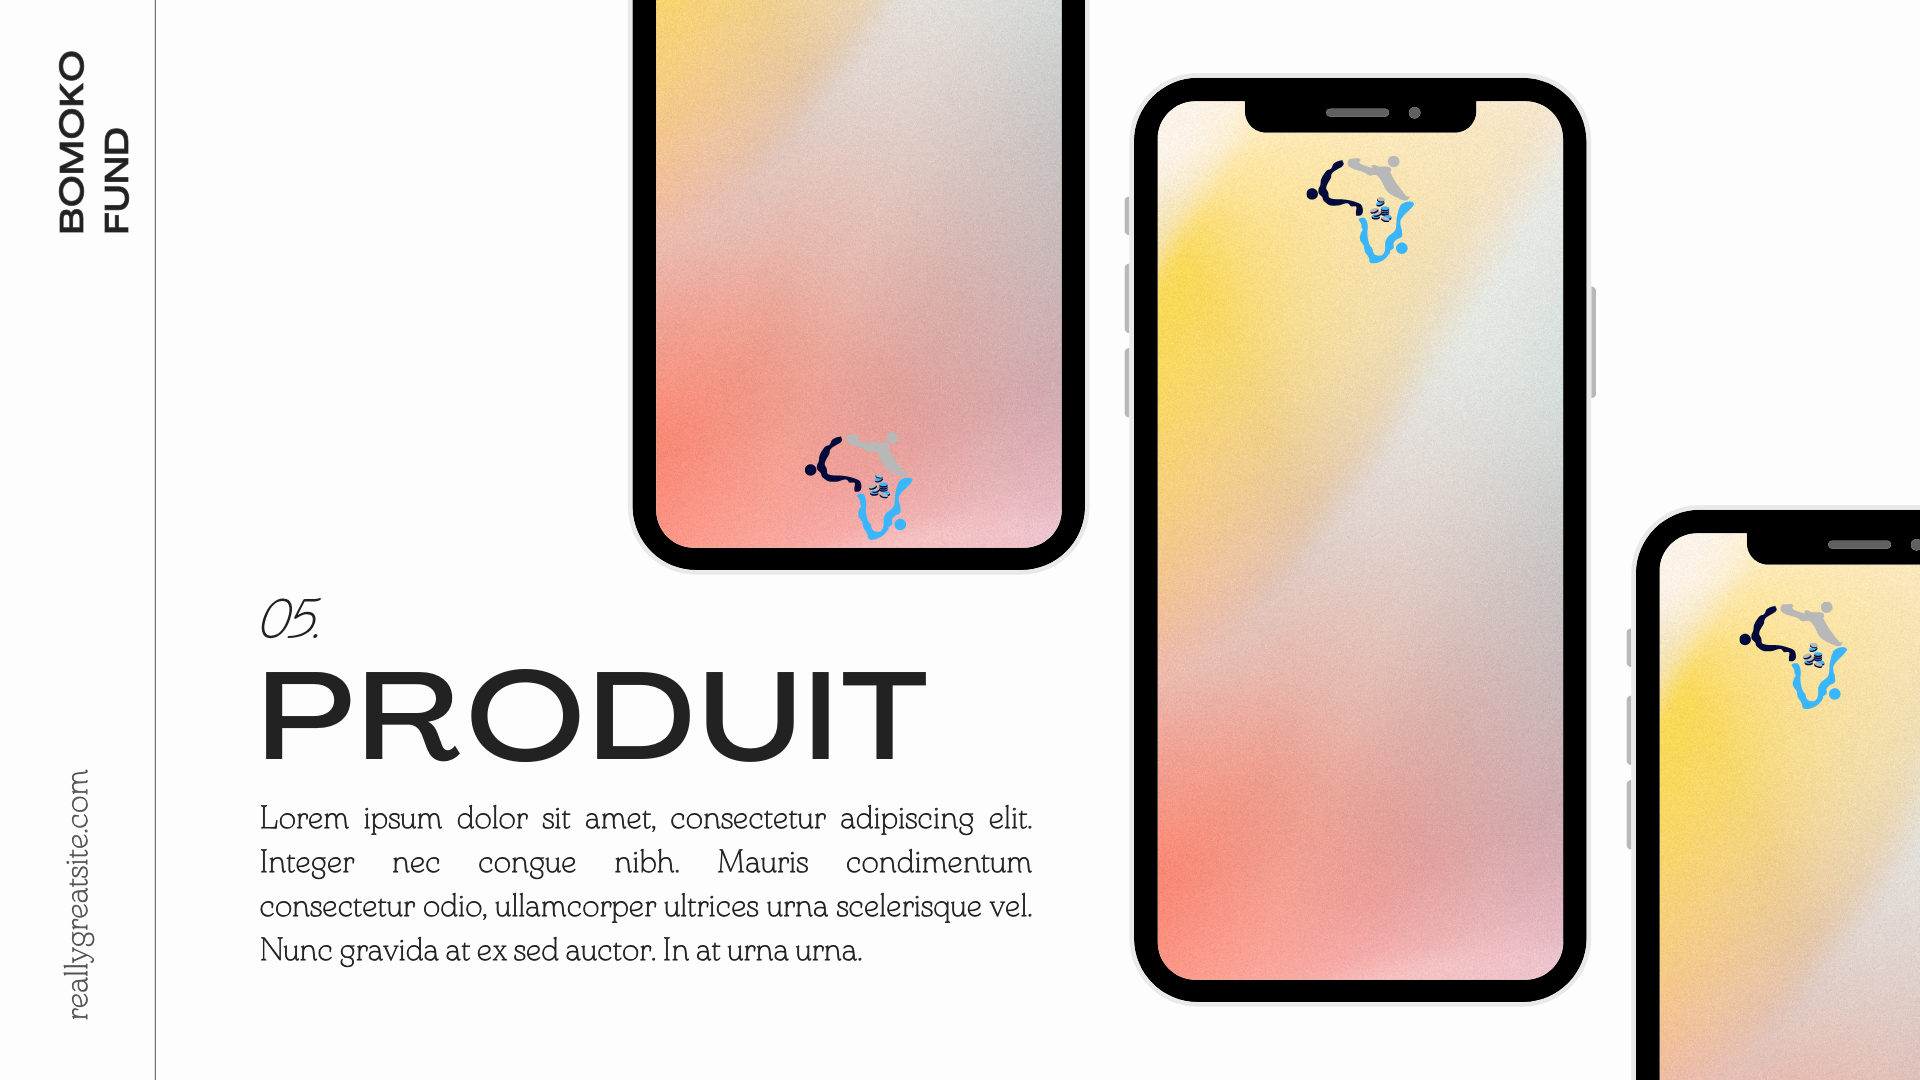 BOMOKO
FUND
reallygreatsite.com
05.
PRODUIT
Lorem ipsum dolor sit amet, consectetur adipiscing elit.
Integer nec congue nibh. Mauris condimentum
consectetur odio, ullamcorper ultrices urna scelerisque vel.
Nunc gravida at ex sed auctor. In at urna urna.